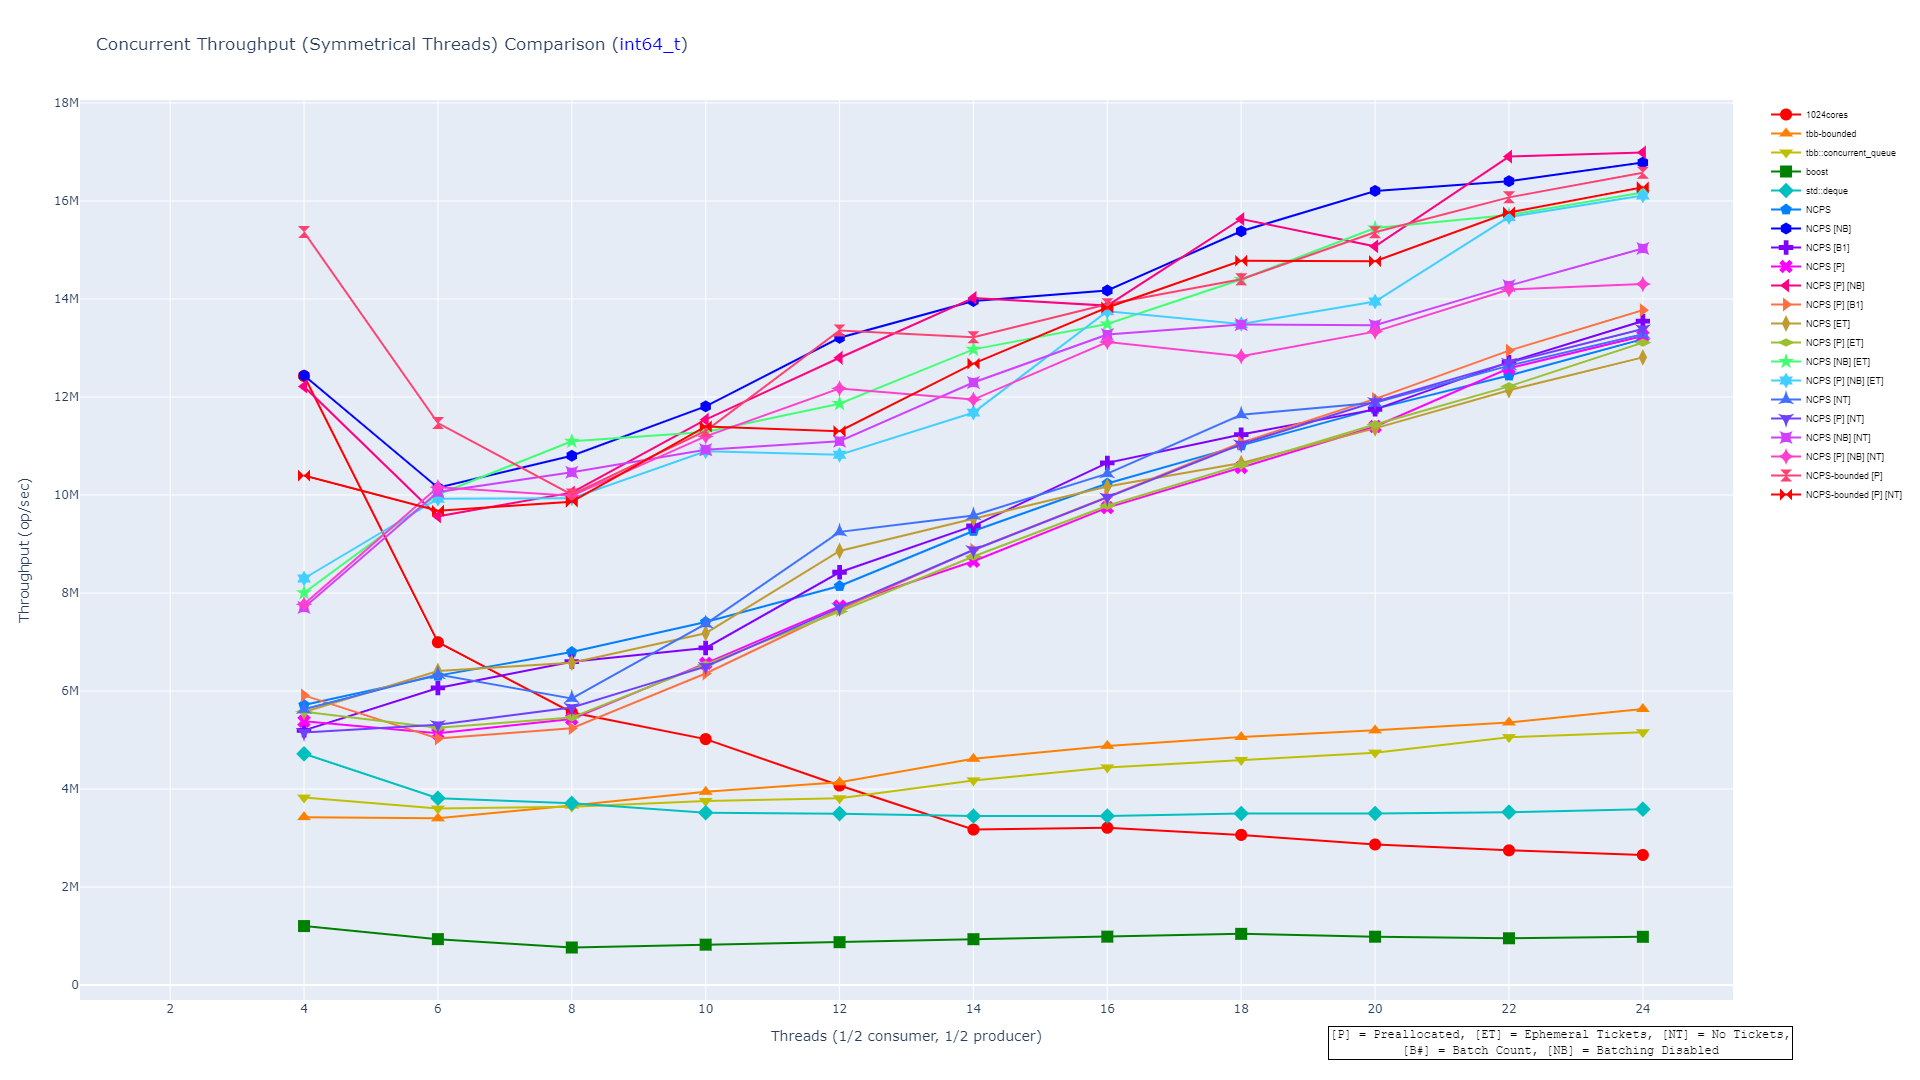 Concurrent Throughput (Symmetrical Threads) Comparison (int64_t)
18M
16M
14M
12M
10M
8M
6M
4M
2M
0
Throughput (op/sec)
2
4
6
8
10
12
14
16
18
20
22
24
Threads (1/2 consumer, 1/2 producer)
1024cores
tbb-bounded
tbb::concurrent_queue
boost
std::deque
NCPS
NCPS [NB]
NCPS [B1]
NCPS [P]
NCPS [P] [NB]
NCPS [P] [B1]
NCPS [ET]
NCPS [P] [ET]
NCPS [NB] [ET]
NCPS [P] [NB] [ET]
NCPS [NT]
NCPS [P] [NT]
NCPS [NB] [NT]
NCPS [P] [NB] [NT]
NCPS-bounded [P]
NCPS-bounded [P] [NT]
[P] = Preallocated, [ET] = Ephemeral Tickets, [NT] = No Tickets,
[B#] = Batch Count, [NB] = Batching Disabled